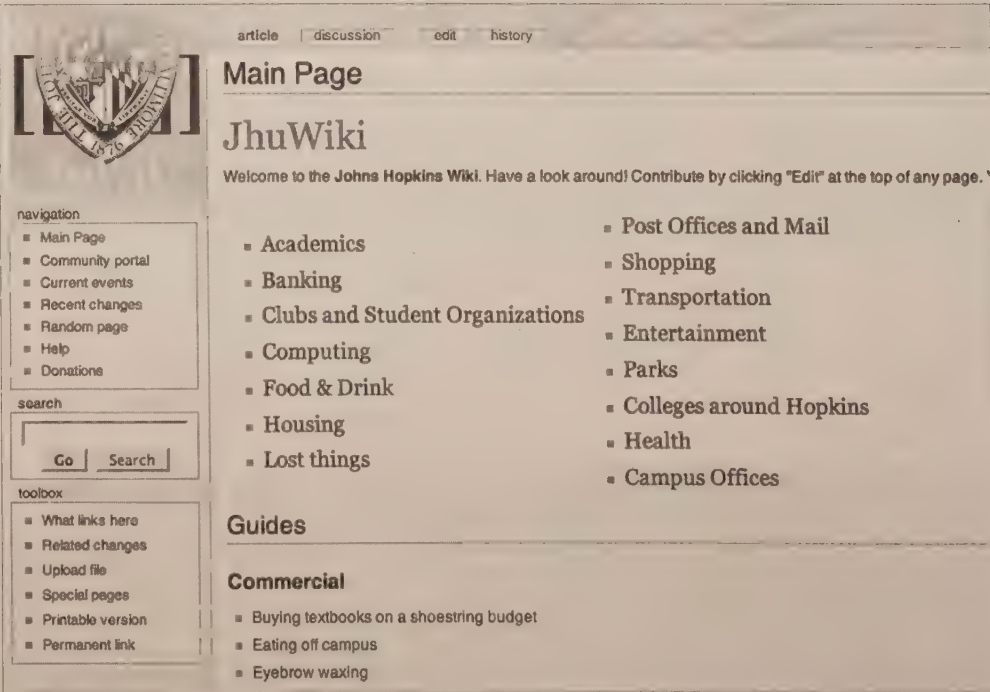 article | discussion edit history
Main Page
JhuWiki
Welcome to the Johns Hopkins Wiki. Have a look around! Contribute by clicking "Edit" at the top of any page.
navigation
Main Page
Community portal
Current events
Recent changes
Random page
Help
Donations
search
Go Search
toolbox
What links here
Related changes
Upload file
Special pages
Printable version
Permanent link
Academics
Banking
Clubs and Student Organizations
Computing
Food & Drink
Housing
Lost things
Post Offices and Mail
Shopping
Transportation
Entertainment
Parks
Colleges around Hopkins
Health
Campus Offices
Guides
Commercial
Buying textbooks on a shoestring budget
Eating off campus
Eyebrow waxing